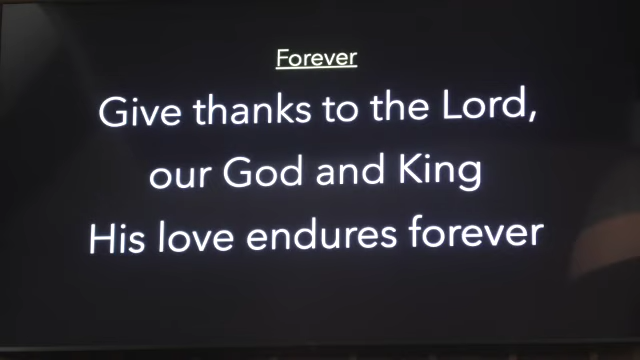 Forever
Give thanks to the Lord,
our God and King
His love endures forever